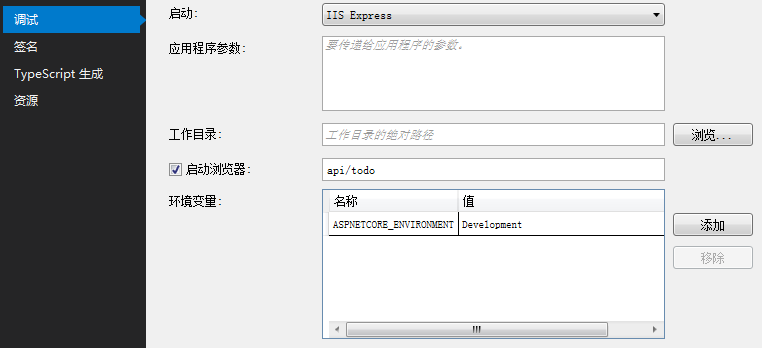 调试
签名
TypeScript 生成
资源
启动:
IIS Express
应用程序参数:
要传递给应用程序的参数。
工作目录:
工作目录的绝对路径
浏览...
启动浏览器:
api/todo
环境变量:
名称 值
ASPNETCORE_ENVIRONMENT Development
添加
移除